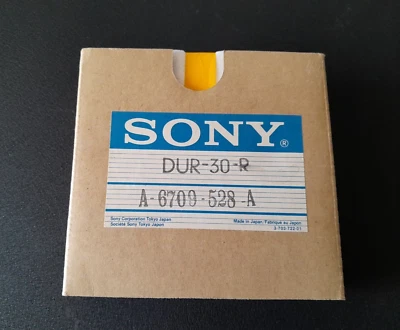 SONY®
DUR-30-R
A-6709-528-A
Sony Corporation Tokyo Japan
Made in Japan/Fabriqué au Japon
Société Sony Tokyo Japon